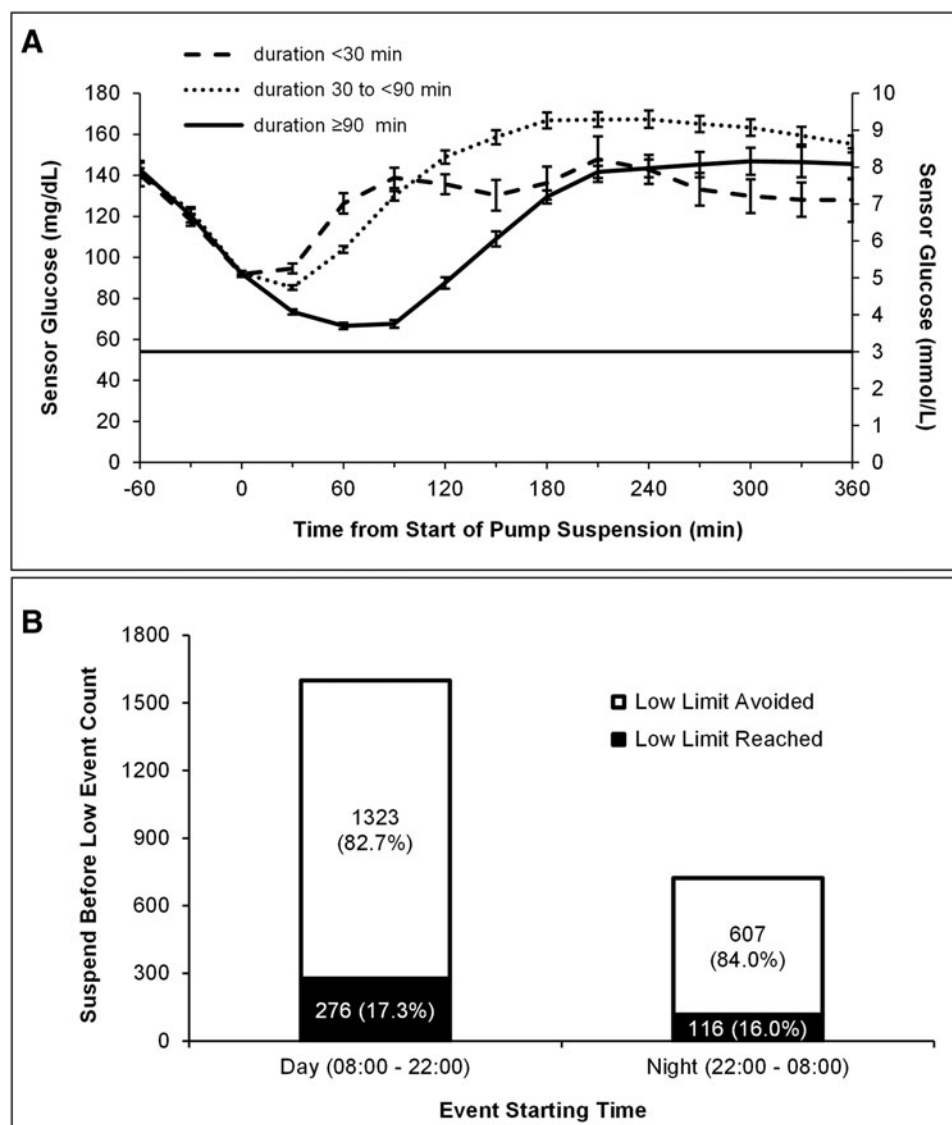 A
duration <30 min
duration 30 to <90 min
duration ≥90 min
Sensor Glucose (mg/dL)
180
160
140
120
100
80
60
40
20
0
Sensor Glucose (mmol/L)
10
9
8
7
6
5
4
3
2
1
0
-60 0 60 120 180 240 300 360
Time from Start of Pump Suspension (min)
B
Suspend Before Low Event Count
1800
1500
1200
900
600
300
0
Low Limit Avoided
Low Limit Reached
1323
(82.7%)
276 (17.3%)
607
(84.0%)
116 (16.0%)
Day (08:00 - 22:00) Night (22:00 - 08:00)
Event Starting Time